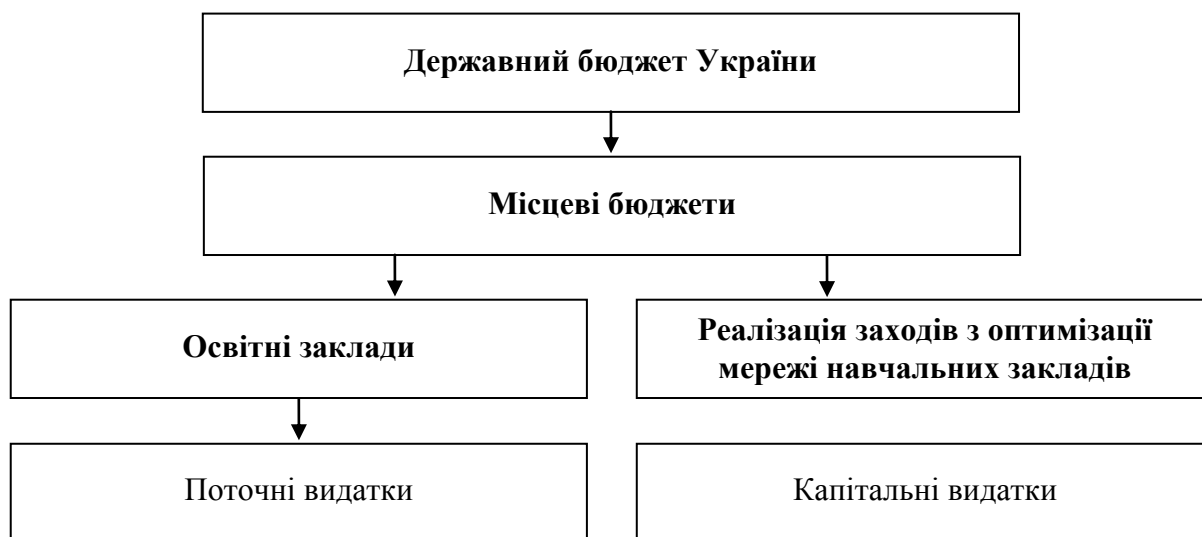 Державний бюджет України
Місцеві бюджети
Освітні заклади
Реалізація заходів з оптимізації
мережі навчальних закладів
Поточні видатки
Капітальні видатки